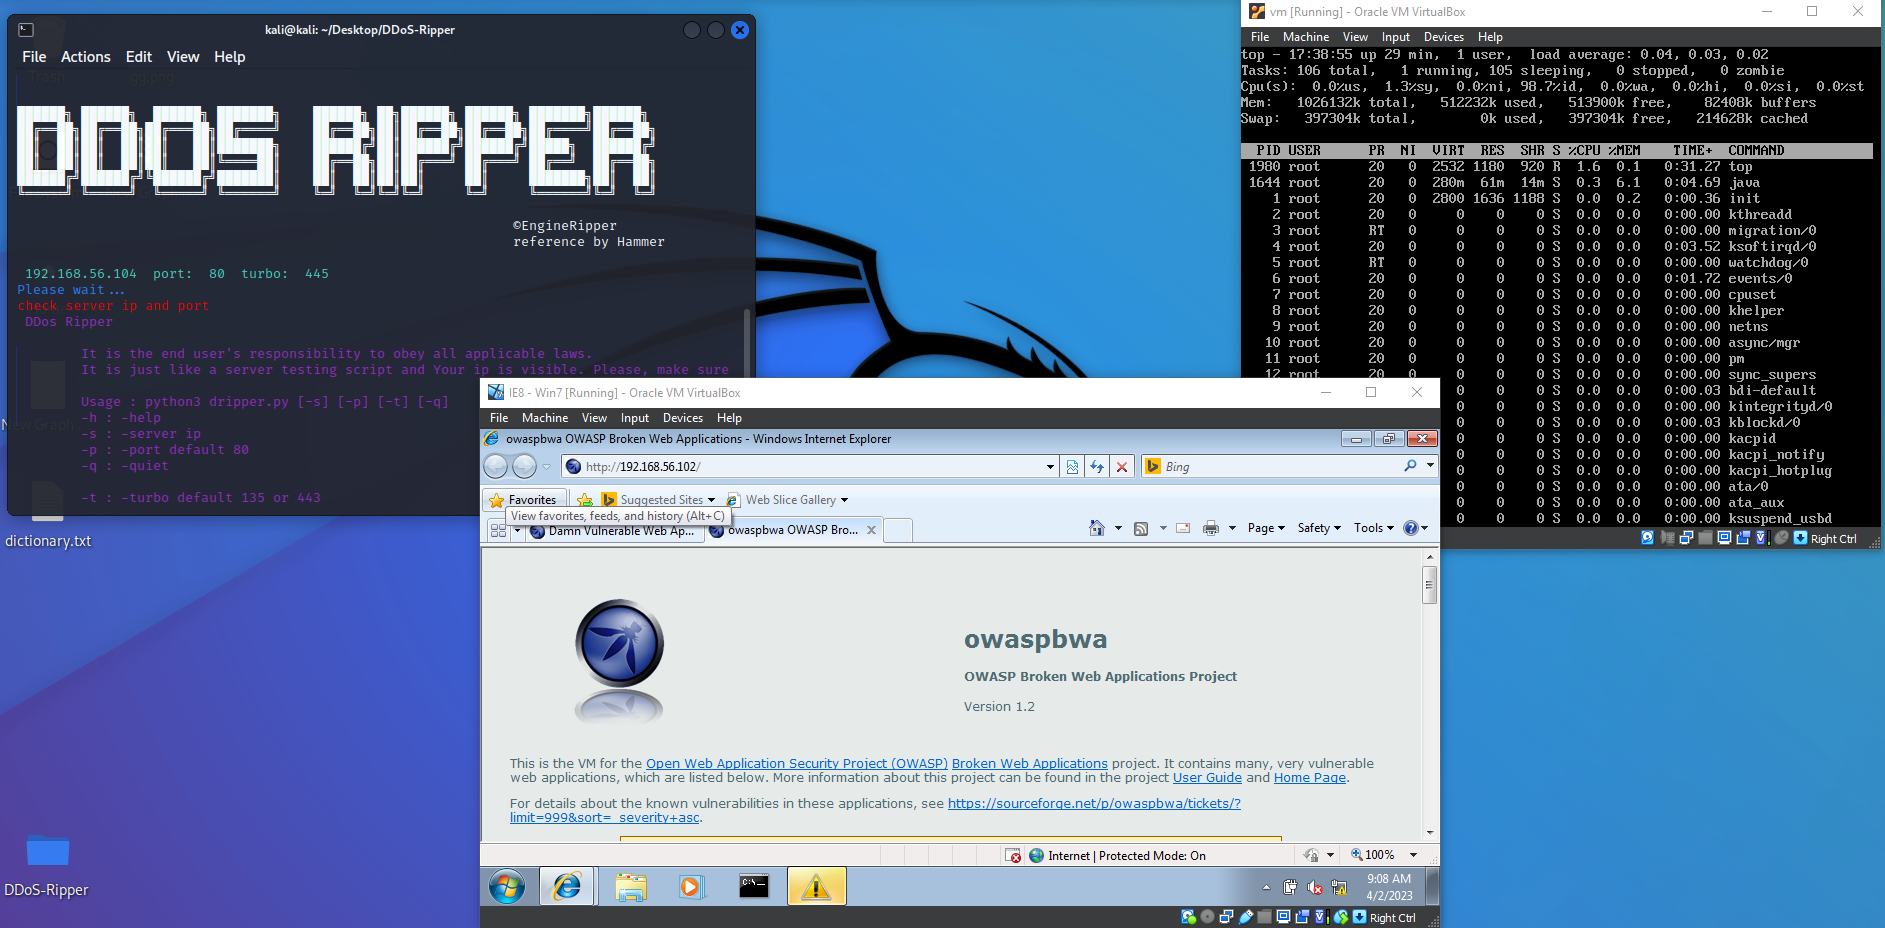 kali@kali: ~/Desktop/DDoS-Ripper
File Actions Edit View Help
DDOS RIPPER
©EngineRipper
reference by Hammer
192.168.56.104 port: 80 turbo: 445
Please wait...
check server ip and port
DDos Ripper
It is the end user's responsibility to obey all applicable laws.
It is just like a server testing script and Your ip is visible. Please, make sure
Usage : python3 dripper.py [-s] [-p] [-t] [-q]
-h : -help
-s : -server ip
-p : -port default 80
-q : -quiet
-t : -turbo default 135 or 443
Trash
gg.png
New Graph
dictionary.txt
DDoS-Ripper
vm [Running] - Oracle VM VirtualBox
File Machine View Input Devices Help
top - 17:38:55 up 29 min, 1 user, load average: 0.04, 0.03, 0.02
Tasks: 106 total, 1 running, 105 sleeping, 0 stopped, 0 zombie
Cpu(s): 0.0%us, 1.3%sy, 0.0%ni, 98.7%id, 0.0%wa, 0.0%hi, 0.0%si, 0.0%st
Mem: 1026132k total, 512232k used, 513900k free, 82408k buffers
Swap: 397304k total, 0k used, 397304k free, 214628k cached
PID USER PR NI VIRT RES SHR S %CPU %MEM TIME+ COMMAND
1980 root 20 0 2532 1180 920 R 1.6 0.1 0:31.27 top
1644 root 20 0 280m 61m 14m S 0.3 6.1 0:04.69 java
1 root 20 0 2800 1636 1188 S 0.0 0.2 0:00.36 init
2 root 20 0 0 0 0 S 0.0 0.0 0:00.00 kthreadd
3 root RT 0 0 0 0 S 0.0 0.0 0:00.00 migration/0
4 root 20 0 0 0 0 S 0.0 0.0 0:03.52 ksoftirqd/0
5 root RT 0 0 0 0 S 0.0 0.0 0:00.00 watchdog/0
6 root 20 0 0 0 0 S 0.0 0.0 0:01.72 events/0
7 root 20 0 0 0 0 S 0.0 0.0 0:00.00 cpuset
8 root 20 0 0 0 0 S 0.0 0.0 0:00.00 khelper
9 root 20 0 0 0 0 S 0.0 0.0 0:00.00 netns
10 root 20 0 0 0 0 S 0.0 0.0 0:00.00 async/mgr
11 root 20 0 0 0 0 S 0.0 0.0 0:00.00 pm
12 root 20 0 0 0 0 S 0.0 0.0 0:00.00 sync_supers
0 S 0.0 0.0 0:00.03 bdi-default
0 S 0.0 0.0 0:00.00 kintegrityd/0
0 S 0.0 0.0 0:00.03 kblockd/0
0 S 0.0 0.0 0:00.00 kacpid
0 S 0.0 0.0 0:00.00 kacpi_notify
0 S 0.0 0.0 0:00.00 kacpi_hotplug
0 S 0.0 0.0 0:00.00 ata/0
0 S 0.0 0.0 0:00.00 ata_aux
0 S 0.0 0.0 0:00.00 ksuspend_usbd
Right Ctrl
IE8 - Win7 [Running] - Oracle VM VirtualBox
File Machine View Input Devices Help
owaspbwa OWASP Broken Web Applications - Windows Internet Explorer
http://192.168.56.102/
Bing
Favorites Suggested Sites Web Slice Gallery
View favorites, feeds, and history (Alt+C)
Damn Vulnerable Web Ap...
owaspbwa OWASP Bro...
Page Safety Tools
owaspbwa
OWASP Broken Web Applications Project
Version 1.2
This is the VM for the Open Web Application Security Project (OWASP) Broken Web Applications project. It contains many, very vulnerable
web applications, which are listed below. More information about this project can be found in the project User Guide and Home Page.
For details about the known vulnerabilities in these applications, see https://sourceforge.net/p/owaspbwa/tickets/?
limit=999&sort=_severity+asc.
Internet | Protected Mode: On
100%
9:08 AM
4/2/2023
Right Ctrl